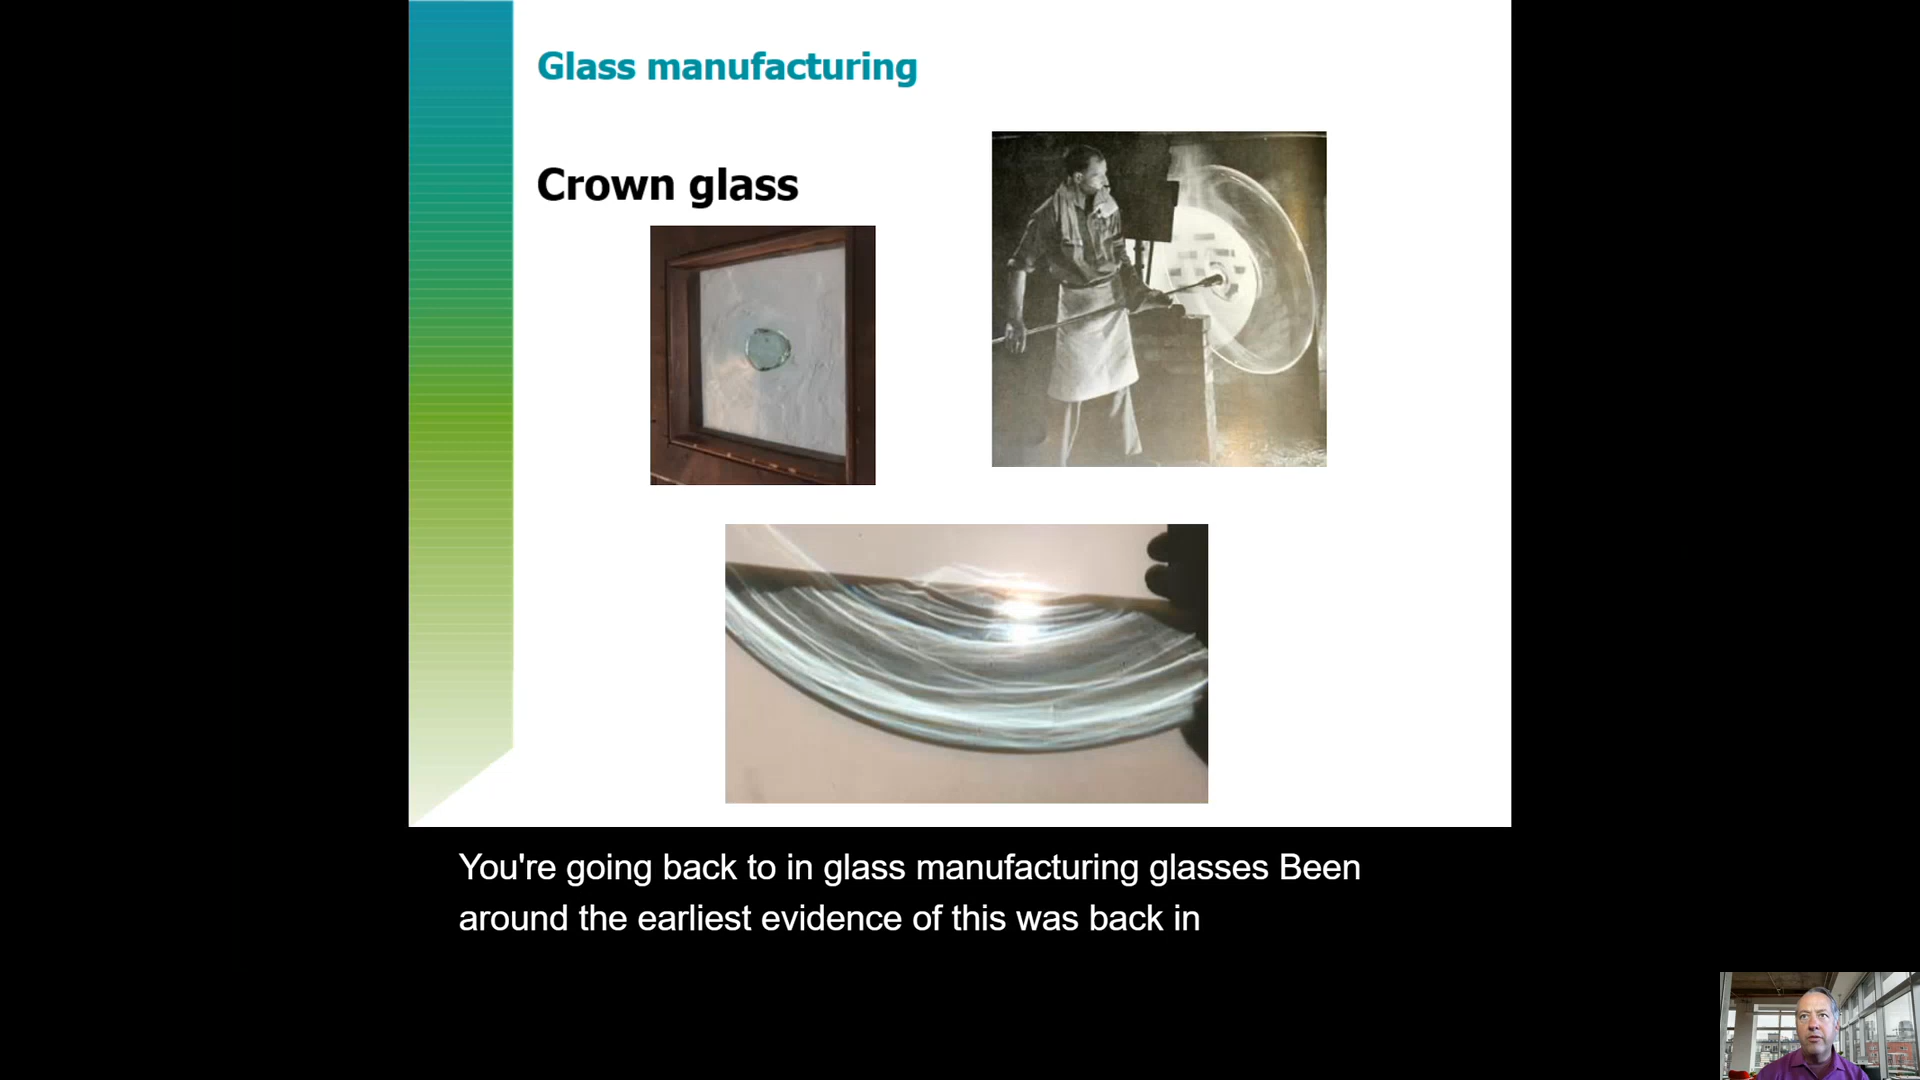 Glass manufacturing
Crown glass
You're going back to in glass manufacturing glasses Been
around the earliest evidence of this was back in